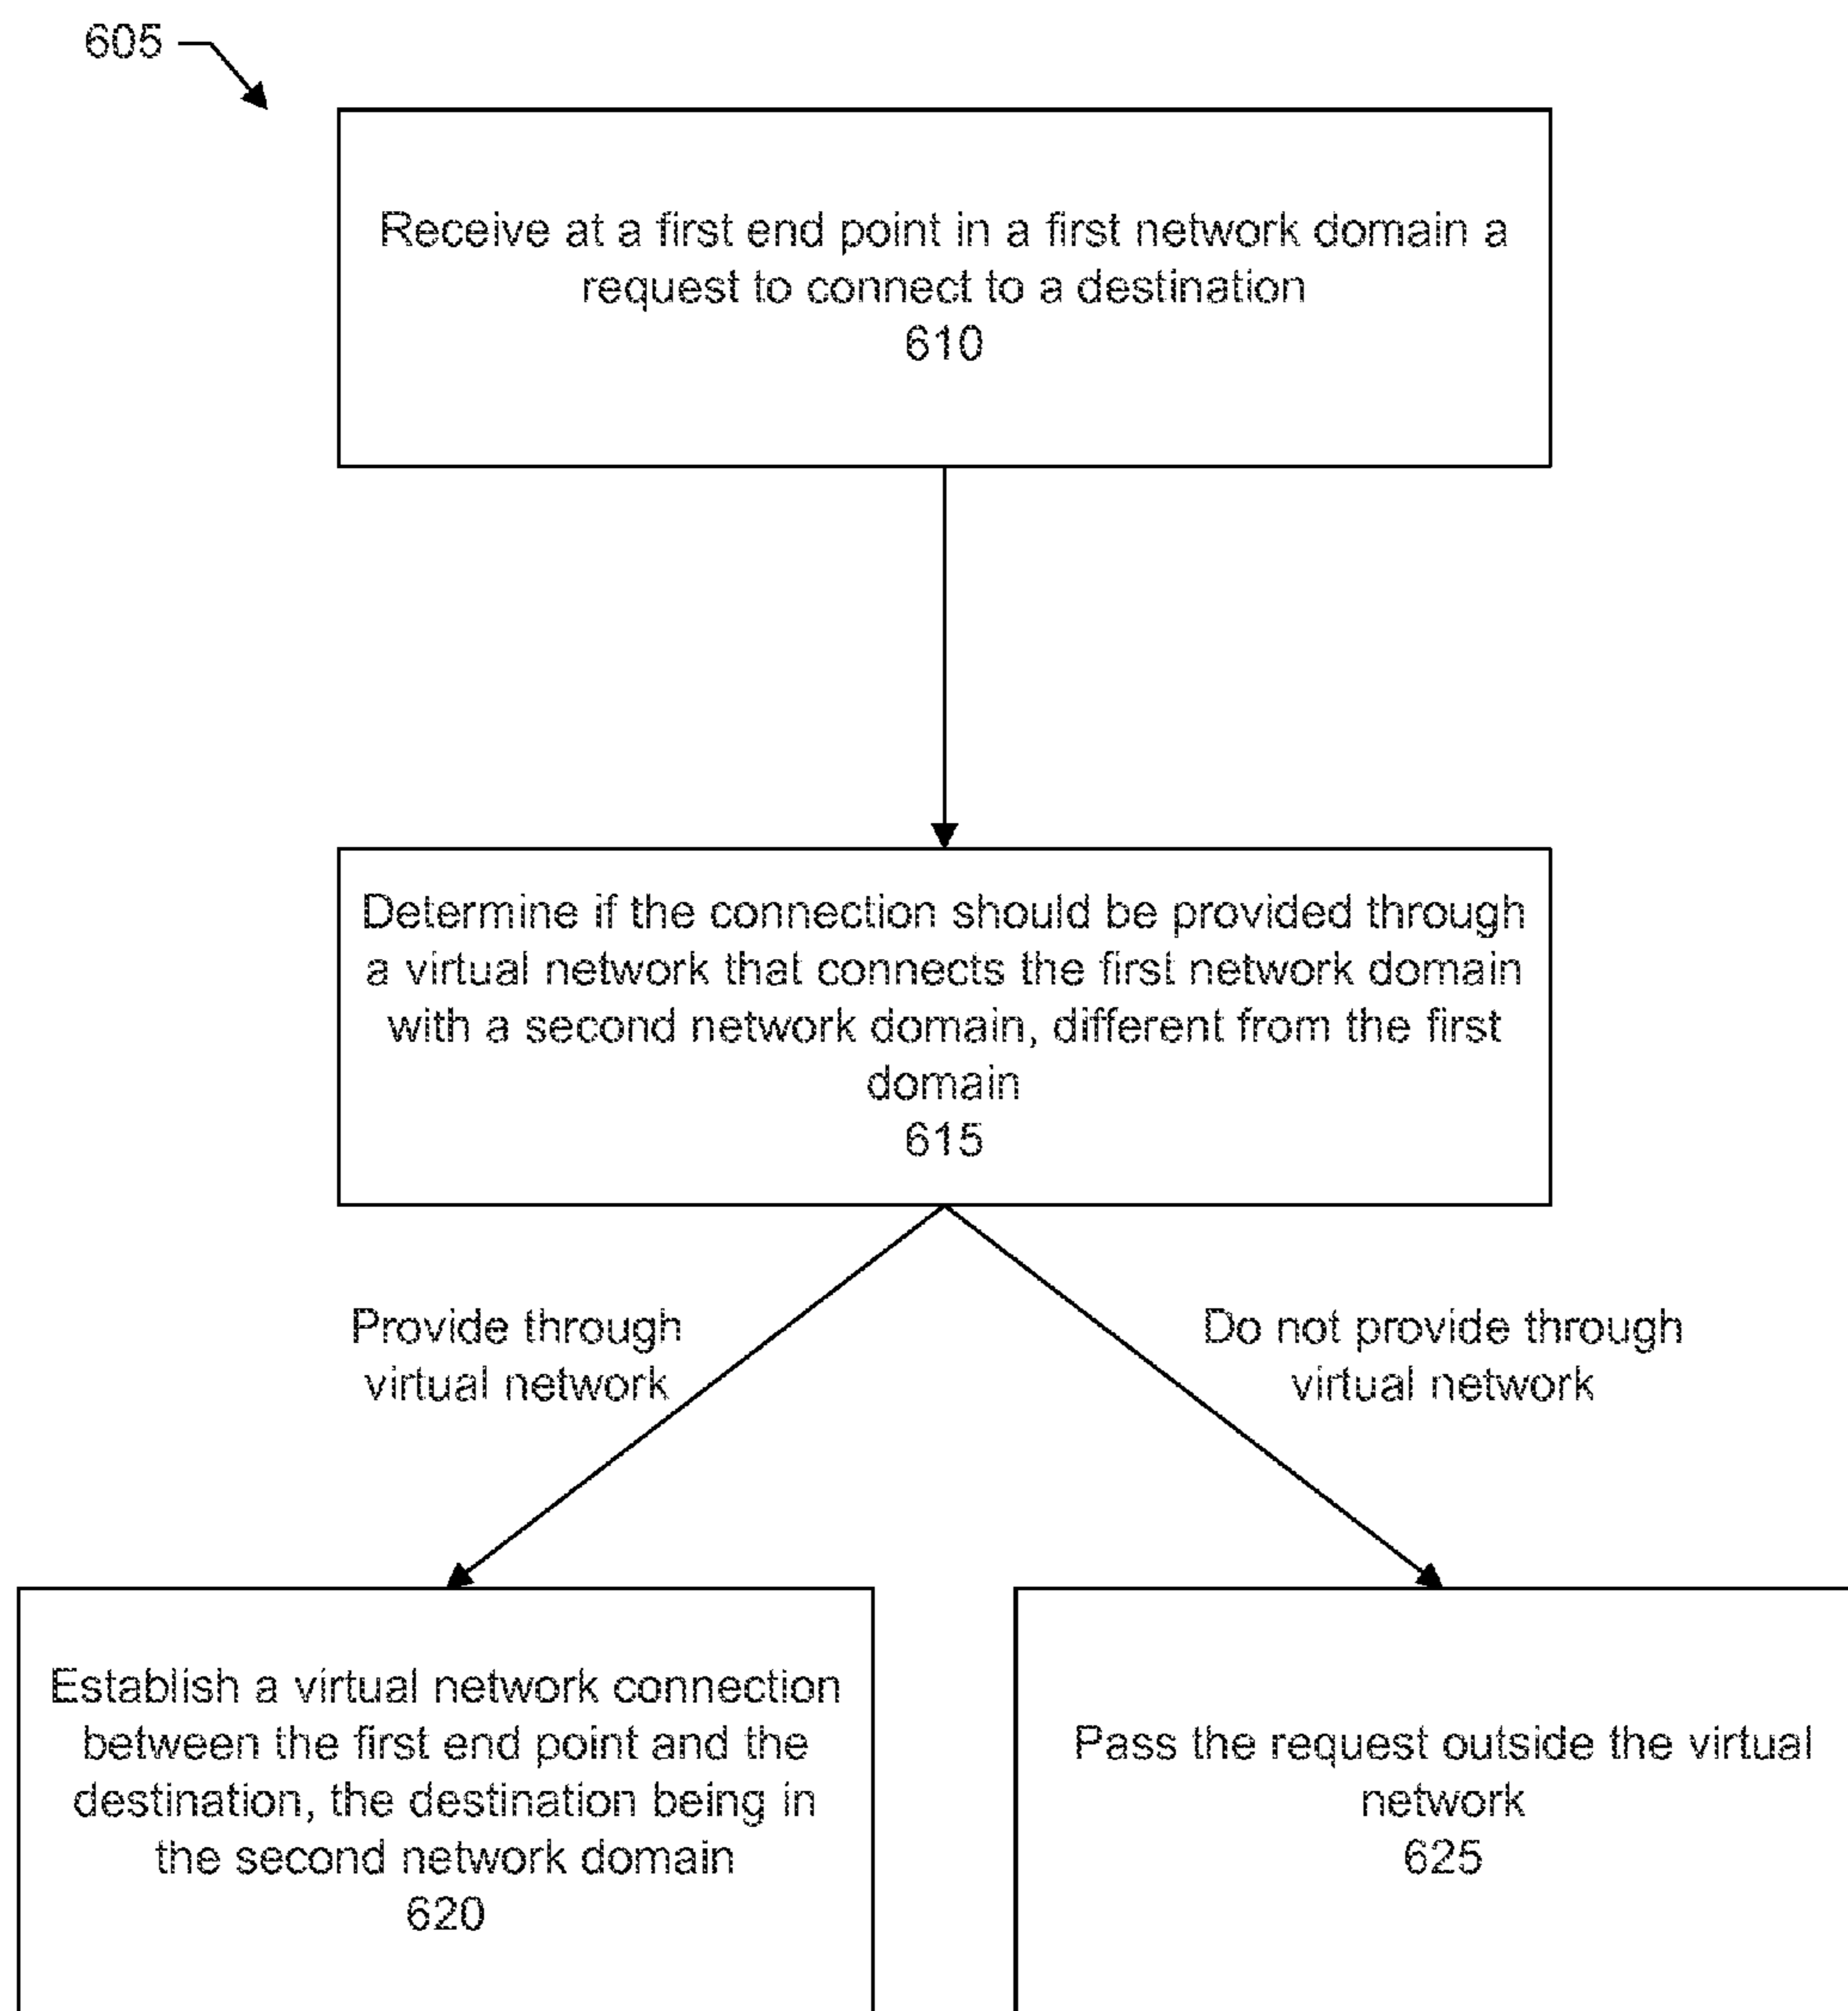 605
Receive at a first end point in a first network domain a
request to connect to a destination
610
Determine if the connection should be provided through
a virtual network that connects the first network domain
with a second network domain, different from the first
domain
615
Provide through
virtual network
Do not provide through
virtual network
Establish a virtual network connection
between the first end point and the
destination, the destination being in
the second network domain
620
Pass the request outside the virtual
network
625